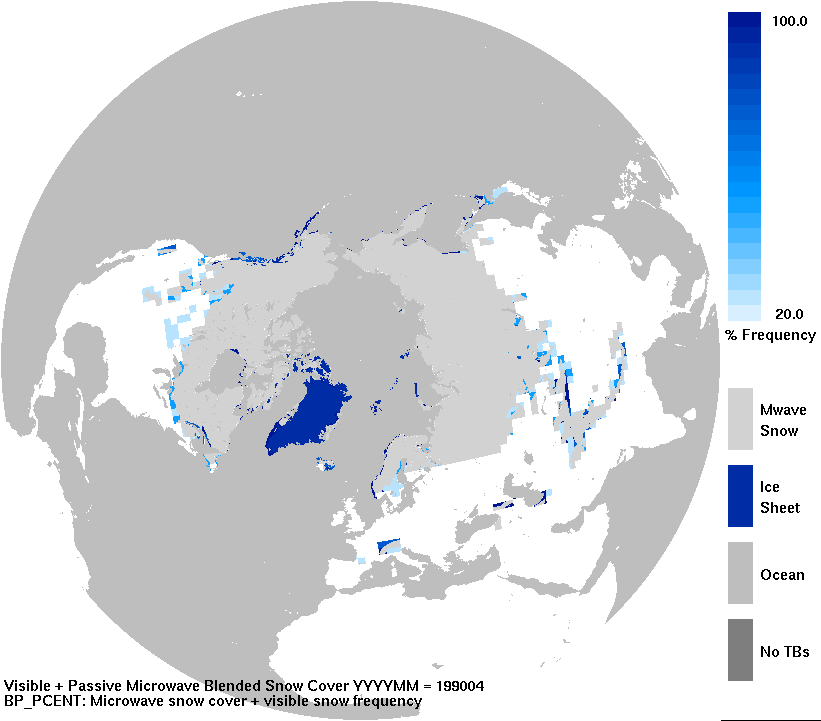 100.0
20.0
% Frequency
Mwave
Snow
Ice
Sheet
Ocean
No TBs
Visible + Passive Microwave Blended Snow Cover YYYYMM = 199004
BP_PCENT: Microwave snow cover + visible snow frequency